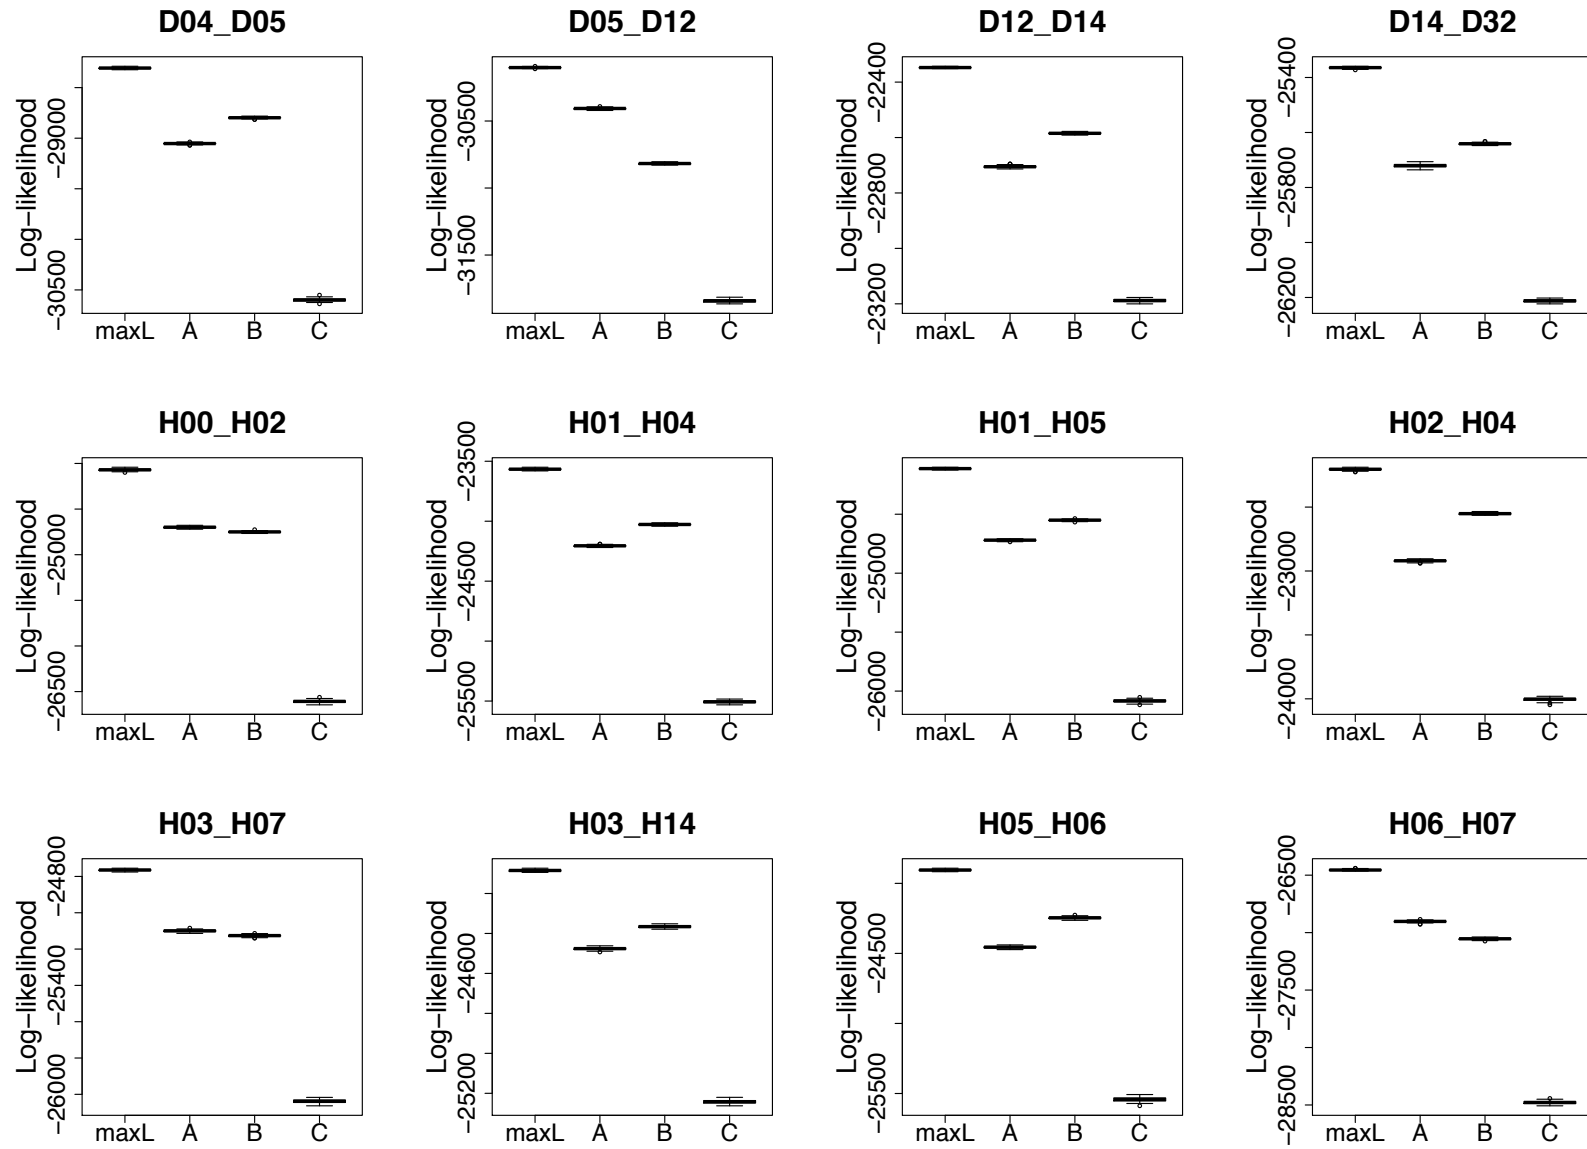 D04_D05
Log−likelihood
−29000
−30500
maxL A B C
D05_D12
Log−likelihood
−30500
−31500
maxL A B C
D12_D14
Log−likelihood
−22400
−22800
−23200
maxL A B C
D14_D32
Log−likelihood
−25400
−25800
−26200
maxL A B C
H00_H02
Log−likelihood
−25000
−26500
maxL A B C
H01_H04
Log−likelihood
−23500
−24500
−25500
maxL A B C
H01_H05
Log−likelihood
−25000
−26000
maxL A B C
H02_H04
Log−likelihood
−23000
−24000
maxL A B C
H03_H07
Log−likelihood
−24800
−25400
−26000
maxL A B C
H03_H14
Log−likelihood
−24600
−25200
maxL A B C
H05_H06
Log−likelihood
−24500
−25500
maxL A B C
H06_H07
Log−likelihood
−26500
−27500
−28500
maxL A B C